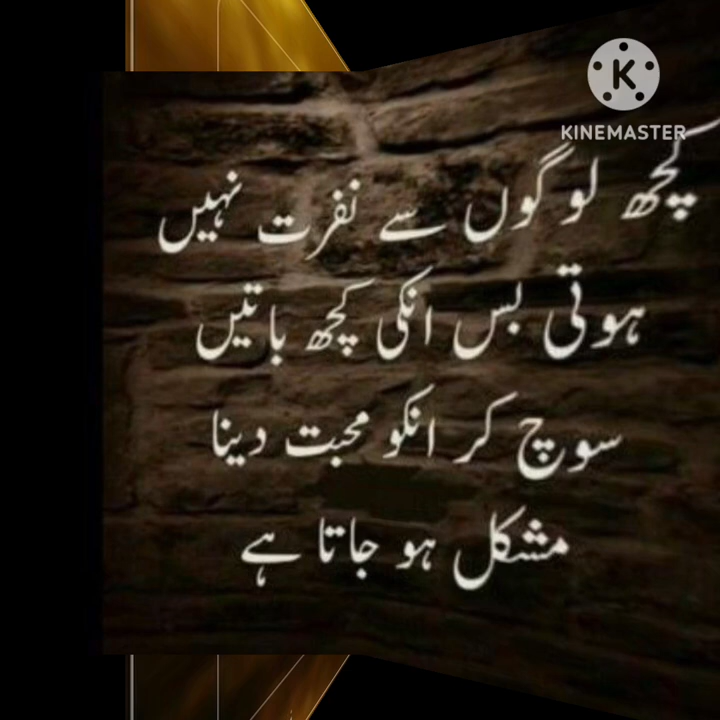 KINEMASTER
کچھ لوگوں سے نفرت نہیں
ہوتی بس انکی کچھ باتیں
سوچ کر انکو محبت دینا
مشکل ہو جاتا ہے